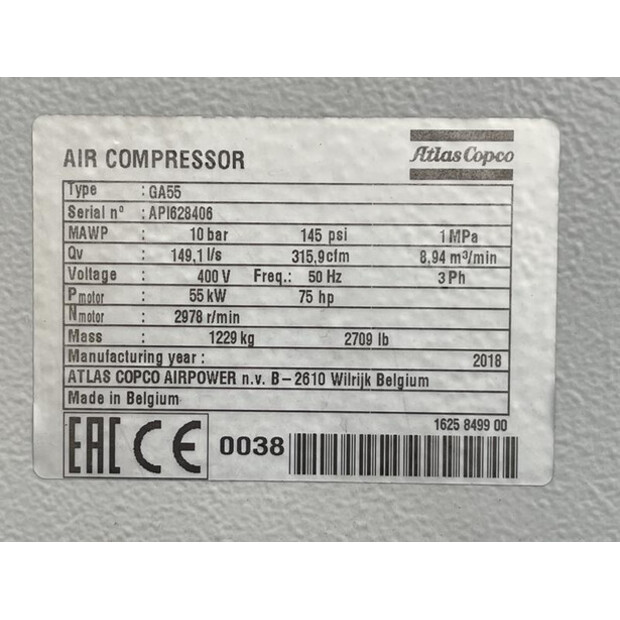 AIR COMPRESSOR
Atlas Copco
Type : GA55
Serial nº : API628406
MAWP : 10 bar 145 psi 1 MPa
Qv : 149,1 l/s 315,9cfm 8,94 m³/min
Voltage : 400 V Freq.: 50 Hz 3 Ph
Pmotor : 55 kW 75 hp
Nmotor : 2978 r/min
Mass : 1229 kg 2709 lb
Manufacturing year : 2018
ATLAS COPCO AIRPOWER n.v. B-2610 Wilrijk Belgium
Made in Belgium
1625 8499 00
EAC CE 0038